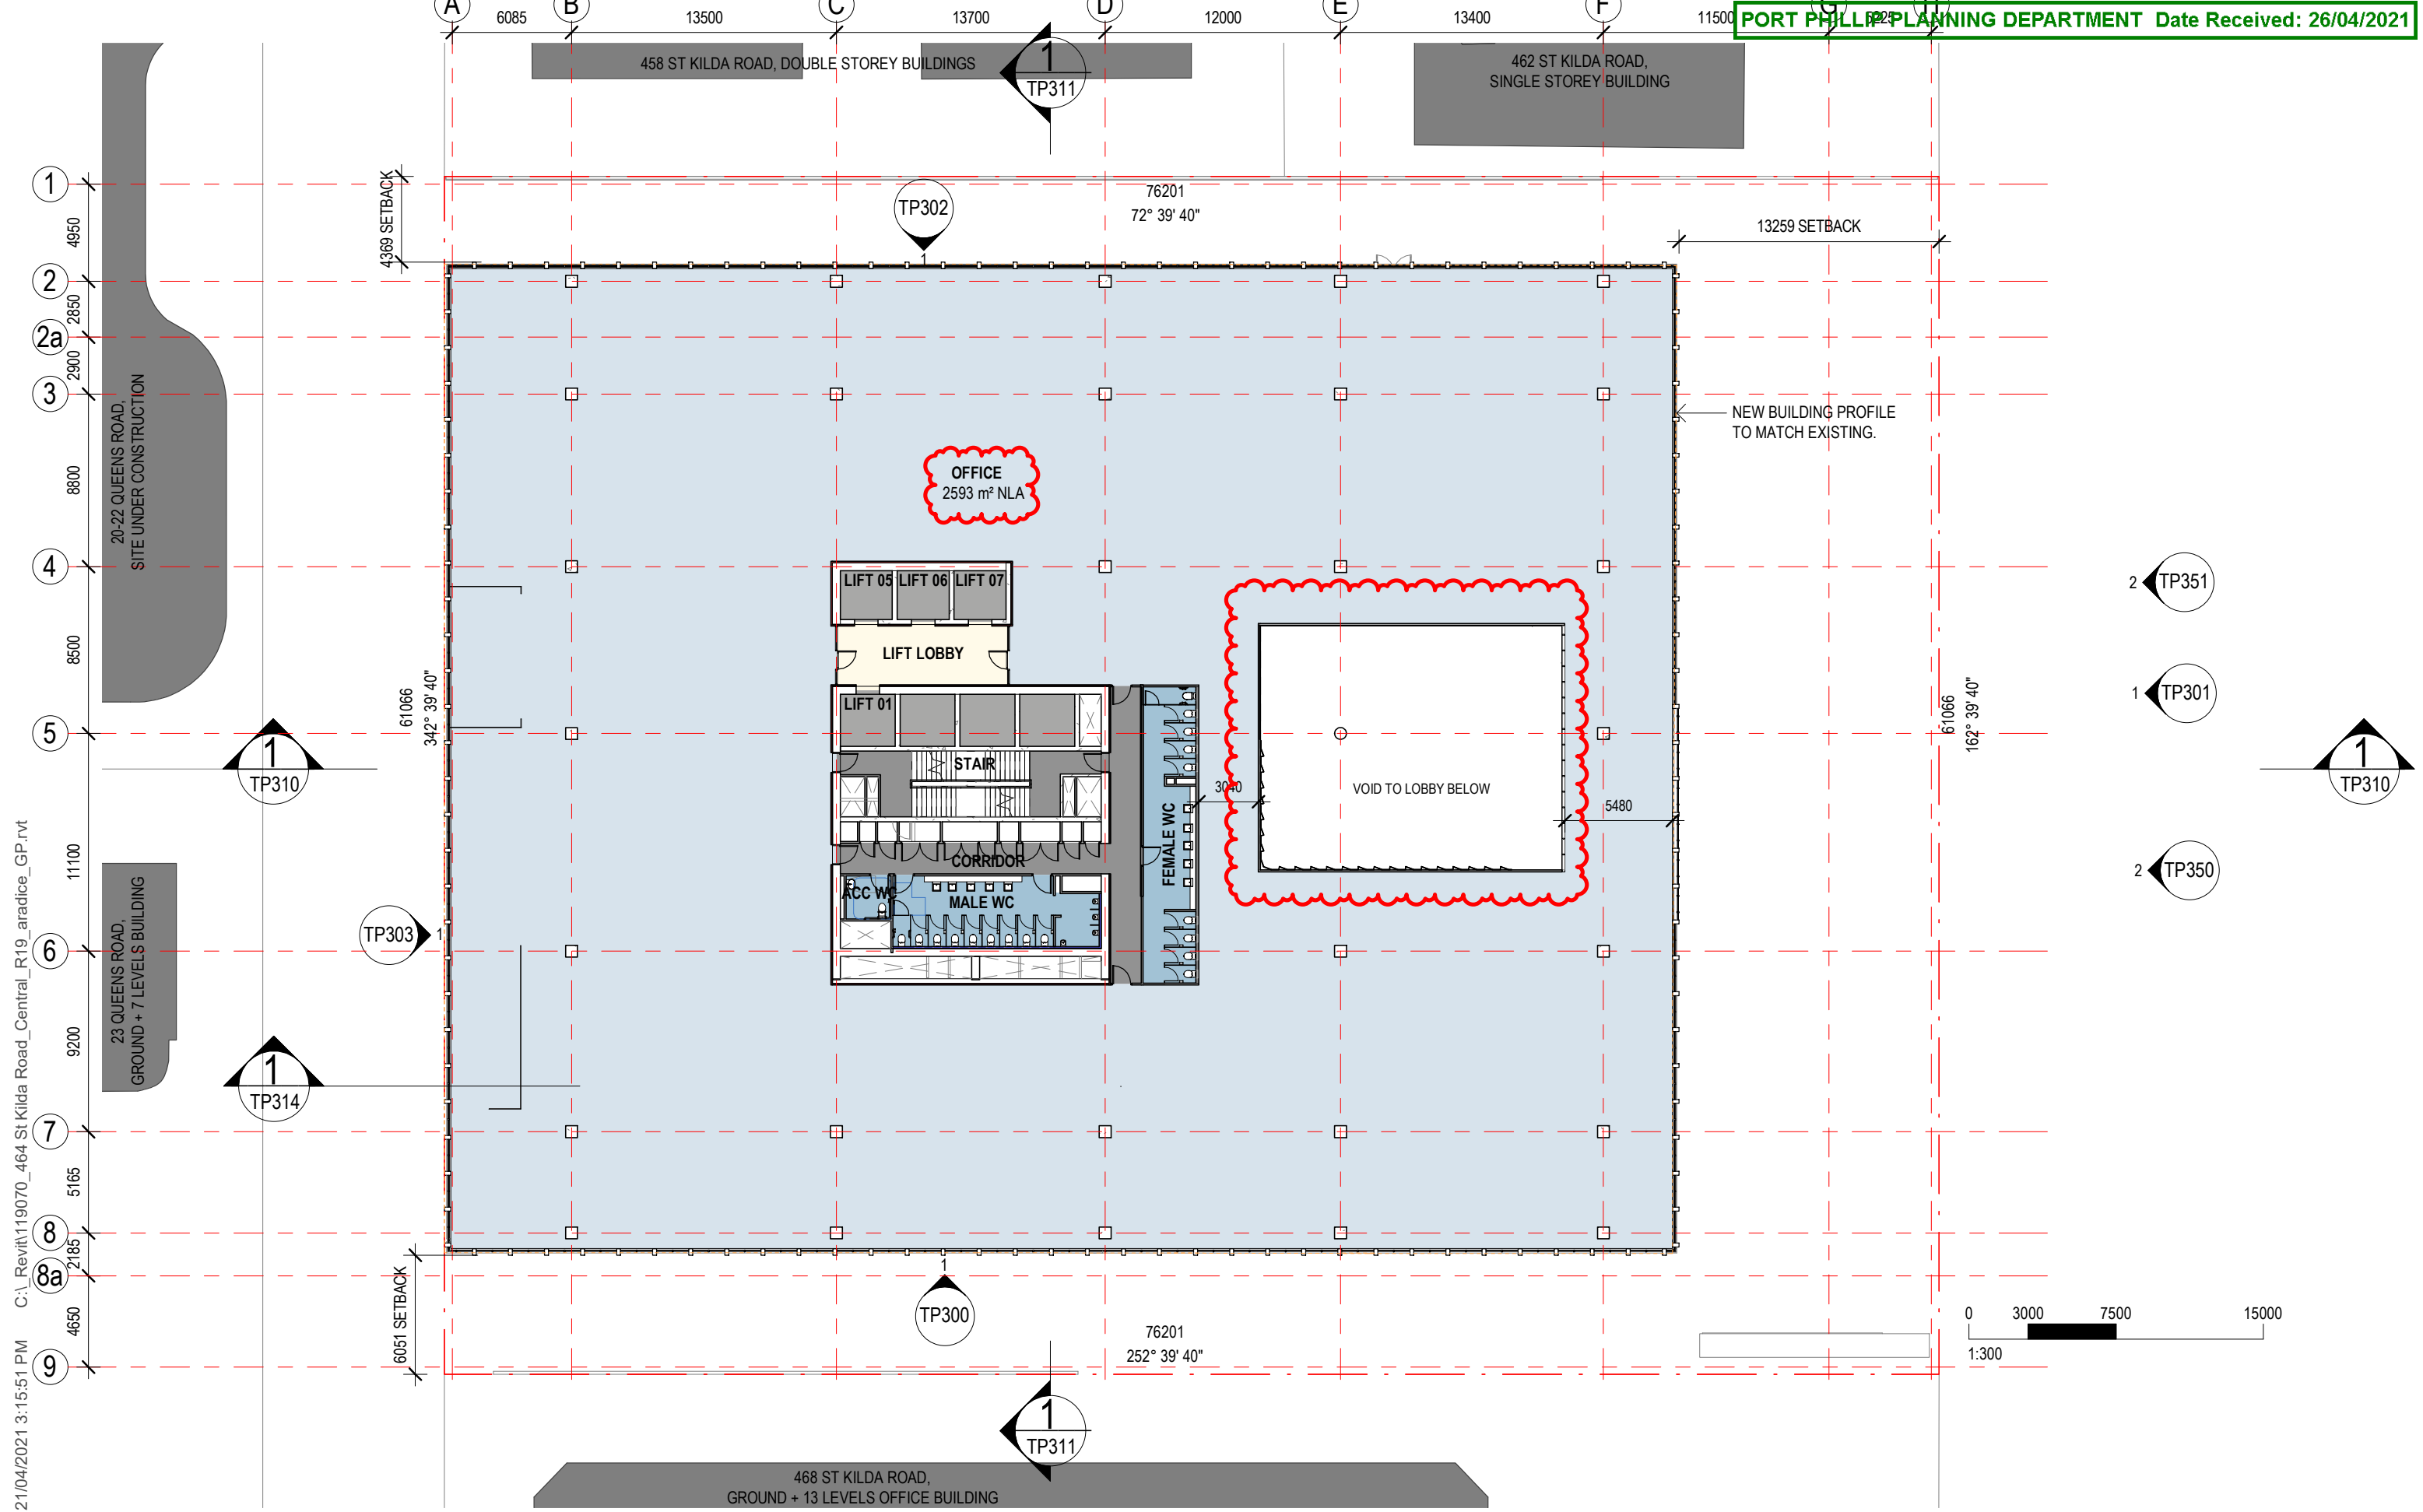 A
B
C
D
E
F
6085
13500
13700
12000
13400
11500
PORT PHILLIP PLANNING DEPARTMENT Date Received: 26/04/2021
458 ST KILDA ROAD, DOUBLE STOREY BUILDINGS
1
TP311
462 ST KILDA ROAD,
SINGLE STOREY BUILDING
1
4950
2
2850
2a
2900
3
8800
4
8500
5
11100
6
9200
7
5165
8
2185
8a
4650
9
4369 SETBACK
TP302
1
76201
72° 39' 40"
13259 SETBACK
20-22 QUEENS ROAD,
SITE UNDER CONSTRUCTION
NEW BUILDING PROFILE
TO MATCH EXISTING.
OFFICE
2593 m² NLA
LIFT 05
LIFT 06
LIFT 07
LIFT LOBBY
LIFT 01
STAIR
CORRIDOR
ACC WC
MALE WC
FEMALE WC
3040
VOID TO LOBBY BELOW
5480
61066
342° 39' 40"
61066
162° 39' 40"
2
TP351
1
TP301
1
TP310
2
TP350
1
TP310
TP303
1
23 QUEENS ROAD,
GROUND + 7 LEVELS BUILDING
1
TP314
6051 SETBACK
1
TP300
76201
252° 39' 40"
0
3000
7500
15000
1:300
1
TP311
468 ST KILDA ROAD,
GROUND + 13 LEVELS OFFICE BUILDING
21/04/2021 3:15:51 PM C:\_Revit\119070_464 St Kilda Road_Central_R19_aradice_GP.rvt